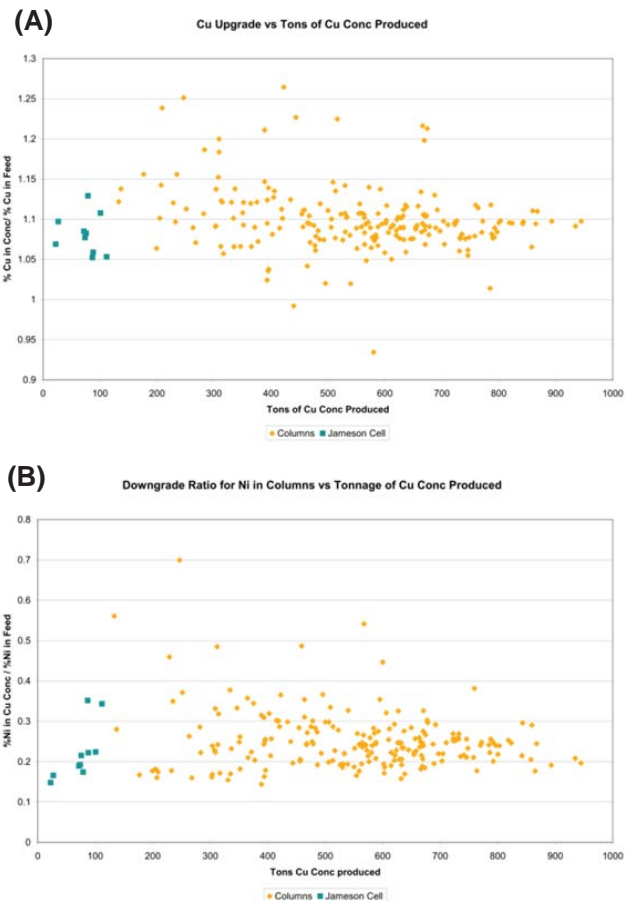 (A)
Cu Upgrade vs Tons of Cu Conc Produced
% Cu in Conc/ % Cu in Feed
1.3
1.25
1.2
1.15
1.1
1.05
1
0.95
0.9
0 100 200 300 400 500 600 700 800 900 1000
Tons of Cu Conc Produced
Columns Jameson Cell
(B)
Downgrade Ratio for Ni in Columns vs Tonnage of Cu Conc Produced
%Ni in Cu Conc / %Ni in Feed
0.8
0.7
0.6
0.5
0.4
0.3
0.2
0.1
0
0 100 200 300 400 500 600 700 800 900 1000
Tons Cu Conc produced
Columns Jameson Cell